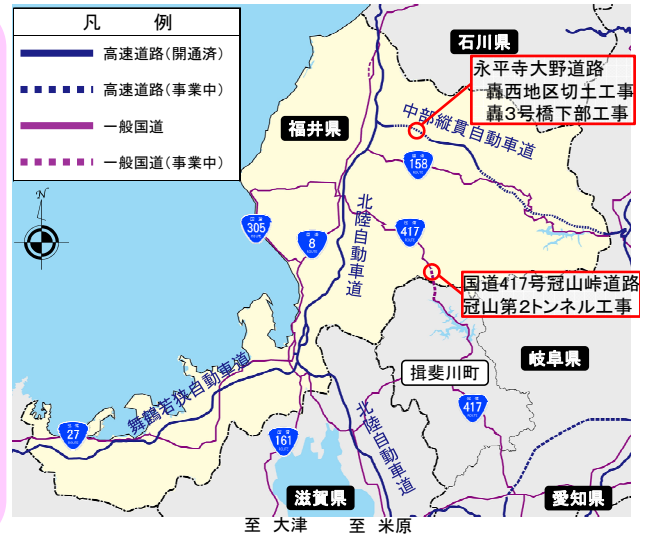 凡 例
高速道路(開通済)
高速道路(事業中)
一般国道
一般国道(事業中)
N
石川県
永平寺大野道路
轟西地区切土工事
轟3号橋下部工事
福井県
中部縦貫自動車道
158
305
8
北陸自動車道
417
国道417号冠山峠道路
冠山第2トンネル工事
岐阜県
揖斐川町
舞鶴若狭自動車道
27
161
北陸自動車道
417
滋賀県
愛知県
至 大津 至 米原